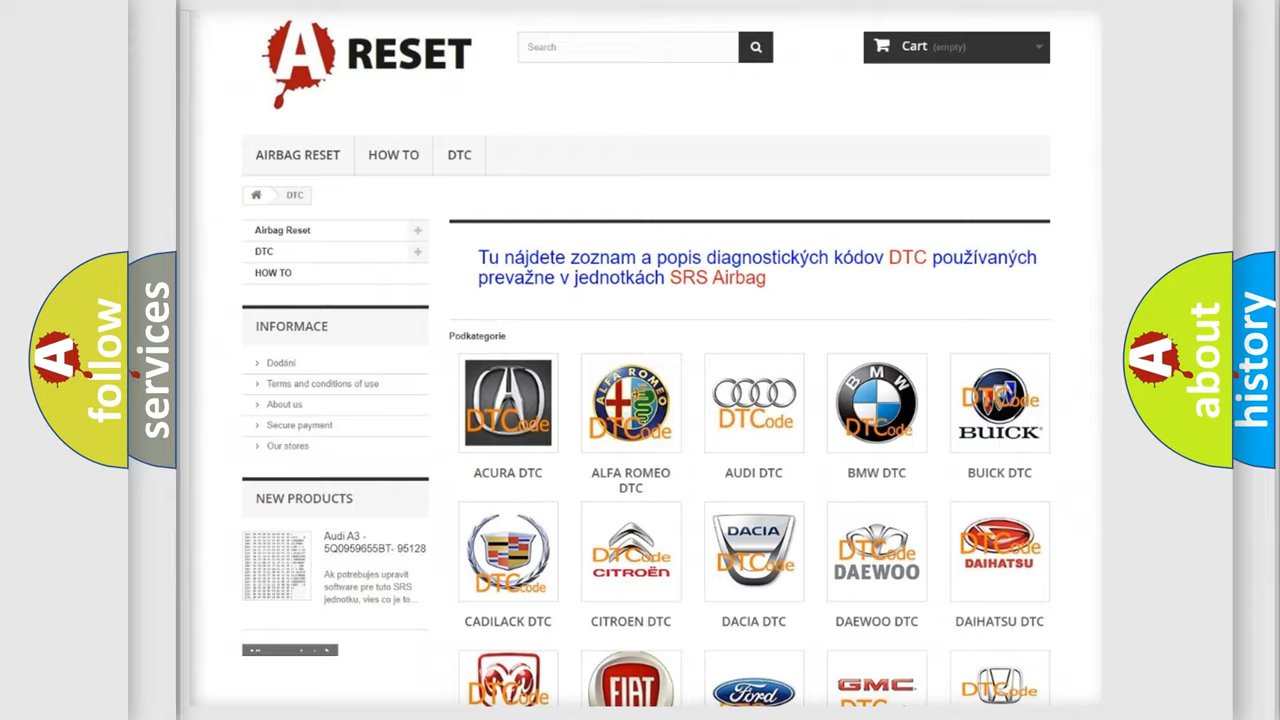 A RESET
Search
Cart (empty)
AIRBAG RESET
HOW TO
DTC
DTC
Airbag Reset
DTC
HOW TO
INFORMACE
Dodání
Terms and conditions of use
About us
Secure payment
Our stores
NEW PRODUCTS
Audi A3 -
5Q0959655BT- 95128
Ak potrebujes upravit
software pre tuto SRS
jednotku, vies co je to...
Tu nájdete zoznam a popis diagnostických kódov DTC používaných
prevažne v jednotkách SRS Airbag
Podkategorie
DTCode
ALFA ROMEO
DTCode
DTCode
BMW
DTCode
DTCode
BUICK
ACURA DTC
ALFA ROMEO
DTC
AUDI DTC
BMW DTC
BUICK DTC
DTCode
DTCode
CITROËN
DACIA
DTCode
DTCode
DAEWOO
DTCode
DAIHATSU
CADILACK DTC
CITROEN DTC
DACIA DTC
DAEWOO DTC
DAIHATSU DTC
DTCode
FIAT
Ford
GMC
DTCode
A follow
services
A about
history